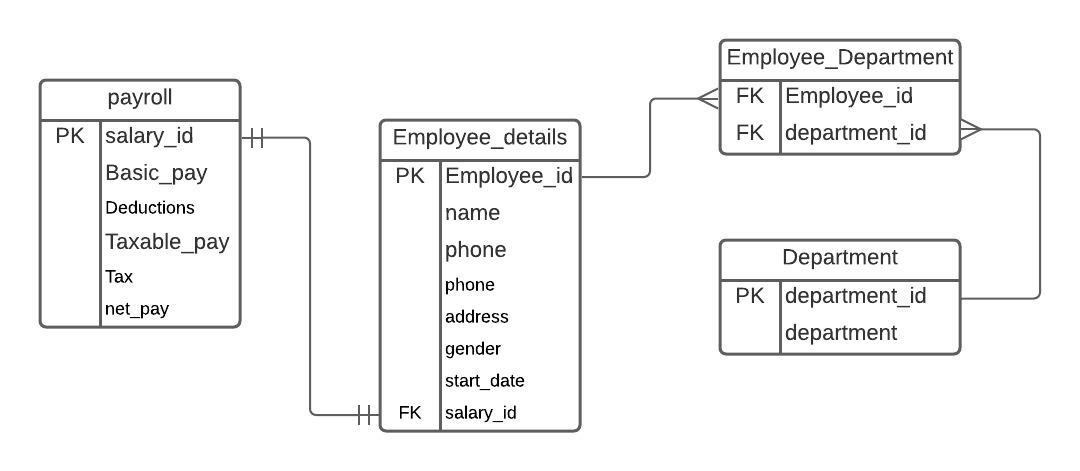 payroll
PK salary_id
Basic_pay
Deductions
Taxable_pay
Tax
net_pay
Employee_details
PK Employee_id
name
phone
phone
address
gender
start_date
FK salary_id
Employee_Department
FK Employee_id
FK department_id
Department
PK department_id
department